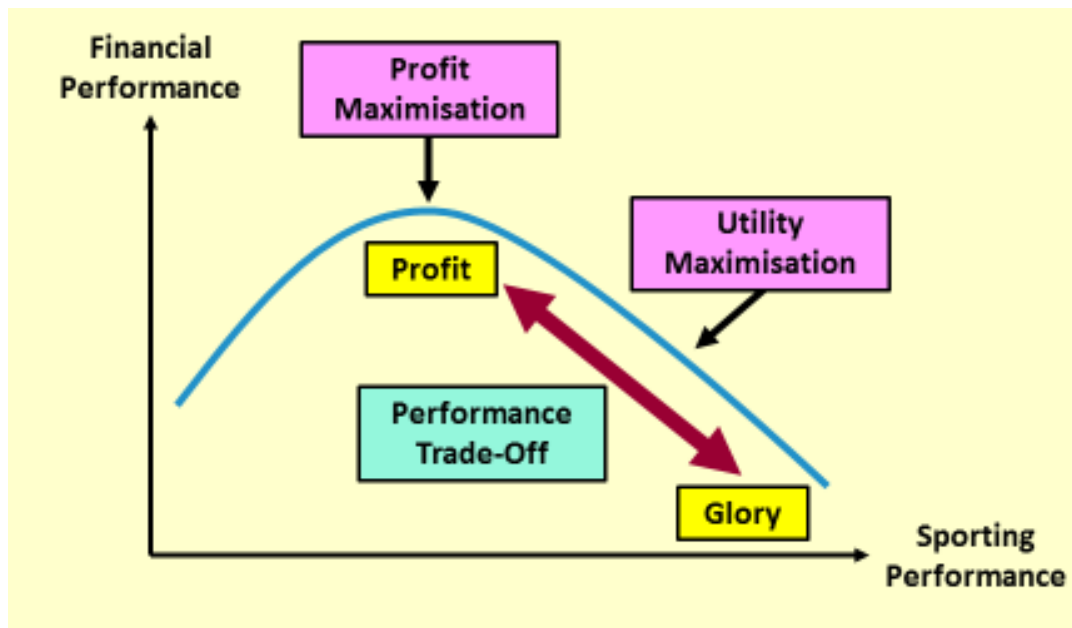 Financial
Performance
Profit
Maximisation
Utility
Maximisation
Profit
Performance
Trade-Off
Glory
Sporting
Performance